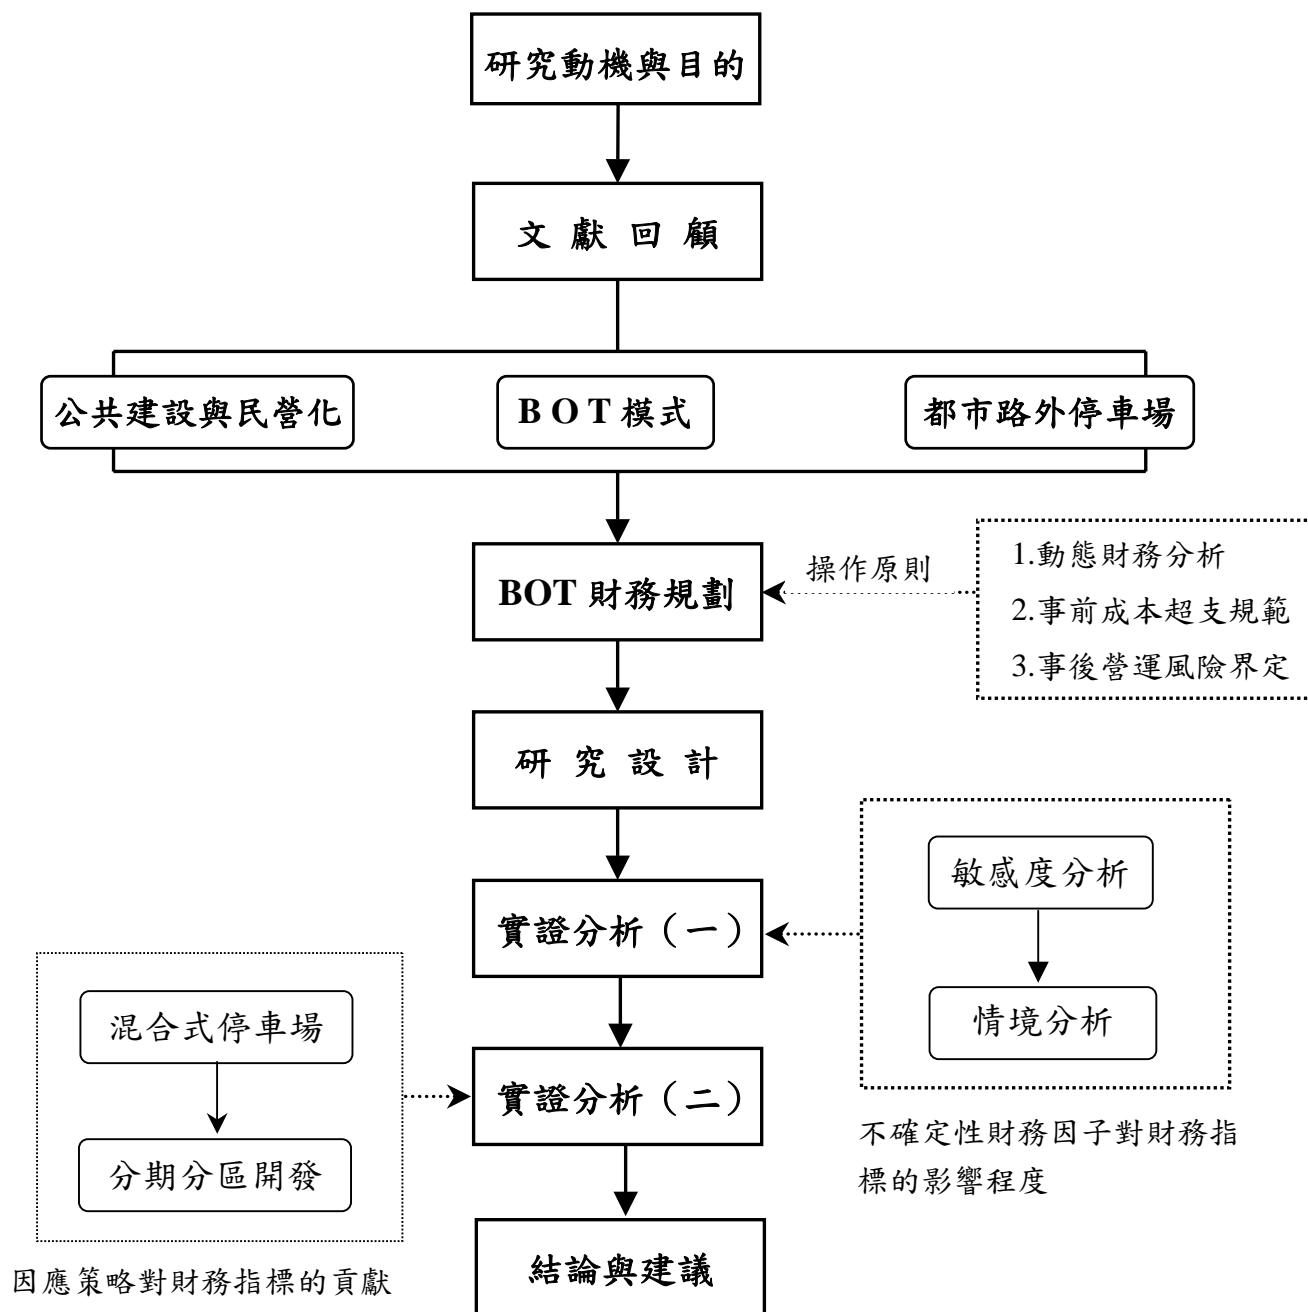 研究動機與目的
文獻回顧
公共建設與民營化
BOT模式
都市路外停車場
BOT財務規劃
操作原則
1.動態財務分析
2.事前成本超支規範
3.事後營運風險界定
研究設計
敏感度分析
情境分析
實證分析（一）
不確定性財務因子對財務指
標的影響程度
混合式停車場
分期分區開發
實證分析（二）
因應策略對財務指標的貢獻
結論與建議